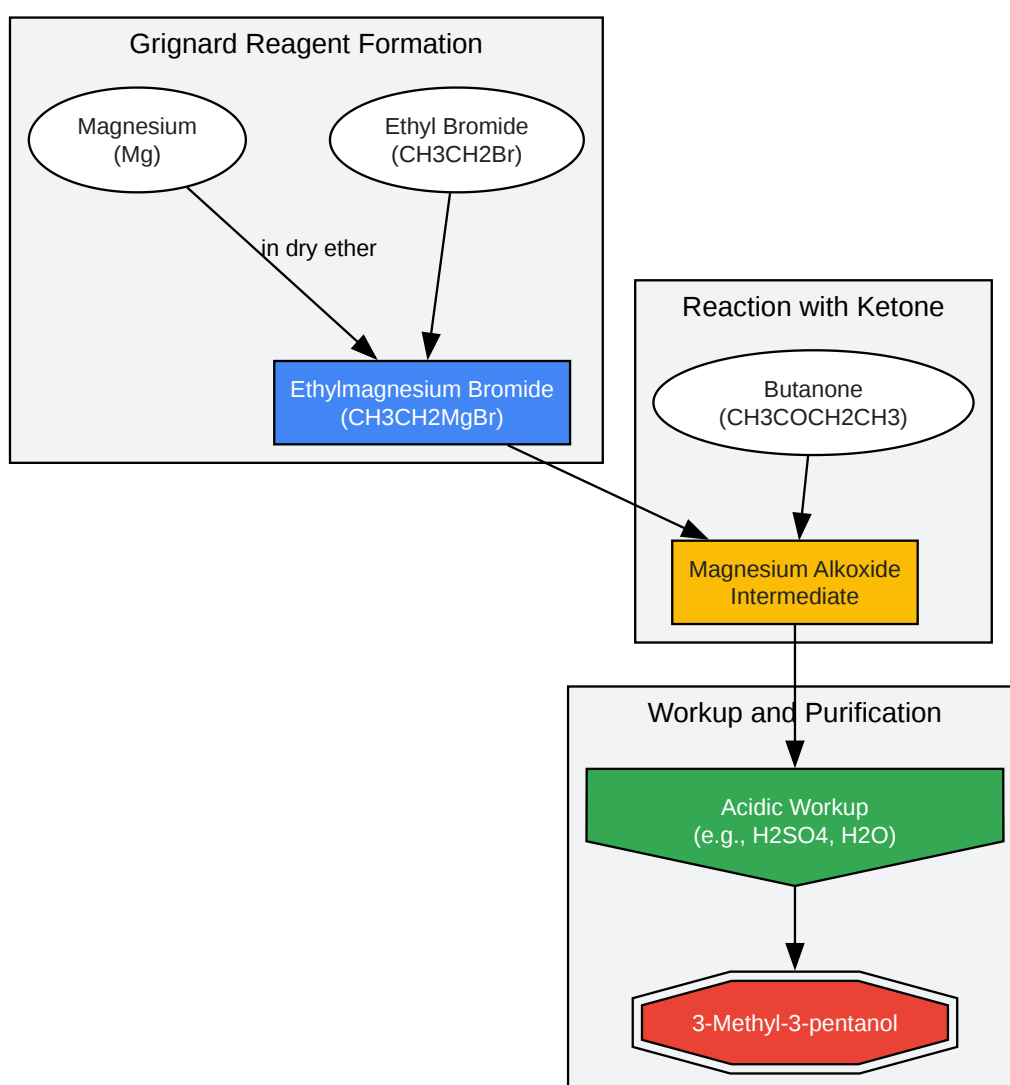 Grignard Reagent Formation
Magnesium
(Mg)
Ethyl Bromide
(CH3CH2Br)
in dry ether
Ethylmagnesium Bromide
(CH3CH2MgBr)
Reaction with Ketone
Butanone
(CH3COCH2CH3)
Magnesium Alkoxide
Intermediate
Workup and Purification
Acidic Workup
(e.g., H2SO4, H2O)
3-Methyl-3-pentanol